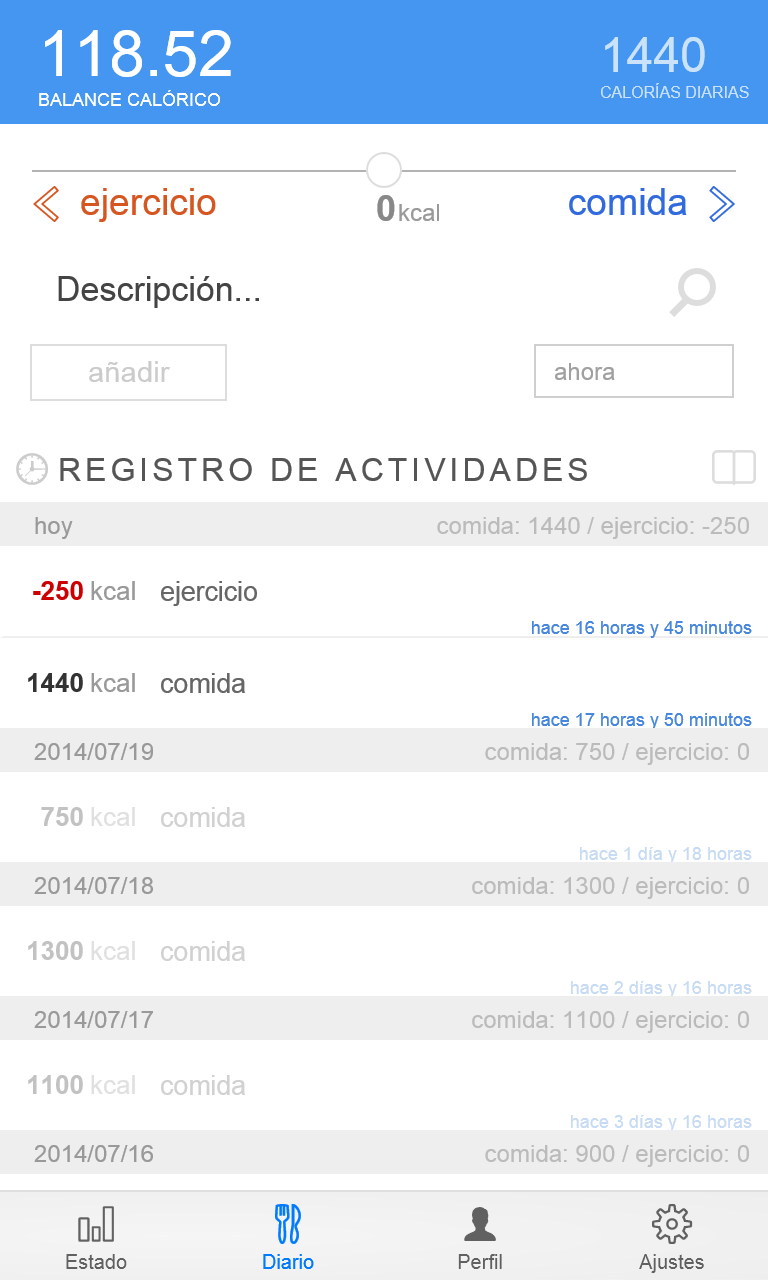 118.52
1440
BALANCE CALÓRICO
CALORÍAS DIARIAS
ejercicio
0 kcal
comida
Descripción...
añadir
ahora
REGISTRO DE ACTIVIDADES
hoy
comida: 1440 / ejercicio: -250
-250 kcal ejercicio
hace 16 horas y 45 minutos
1440 kcal comida
hace 17 horas y 50 minutos
2014/07/19
comida: 750 / ejercicio: 0
750 kcal comida
hace 1 día y 18 horas
2014/07/18
comida: 1300 / ejercicio: 0
1300 kcal comida
hace 2 días y 16 horas
2014/07/17
comida: 1100 / ejercicio: 0
1100 kcal comida
hace 3 días y 16 horas
2014/07/16
comida: 900 / ejercicio: 0
Estado
Diario
Perfil
Ajustes